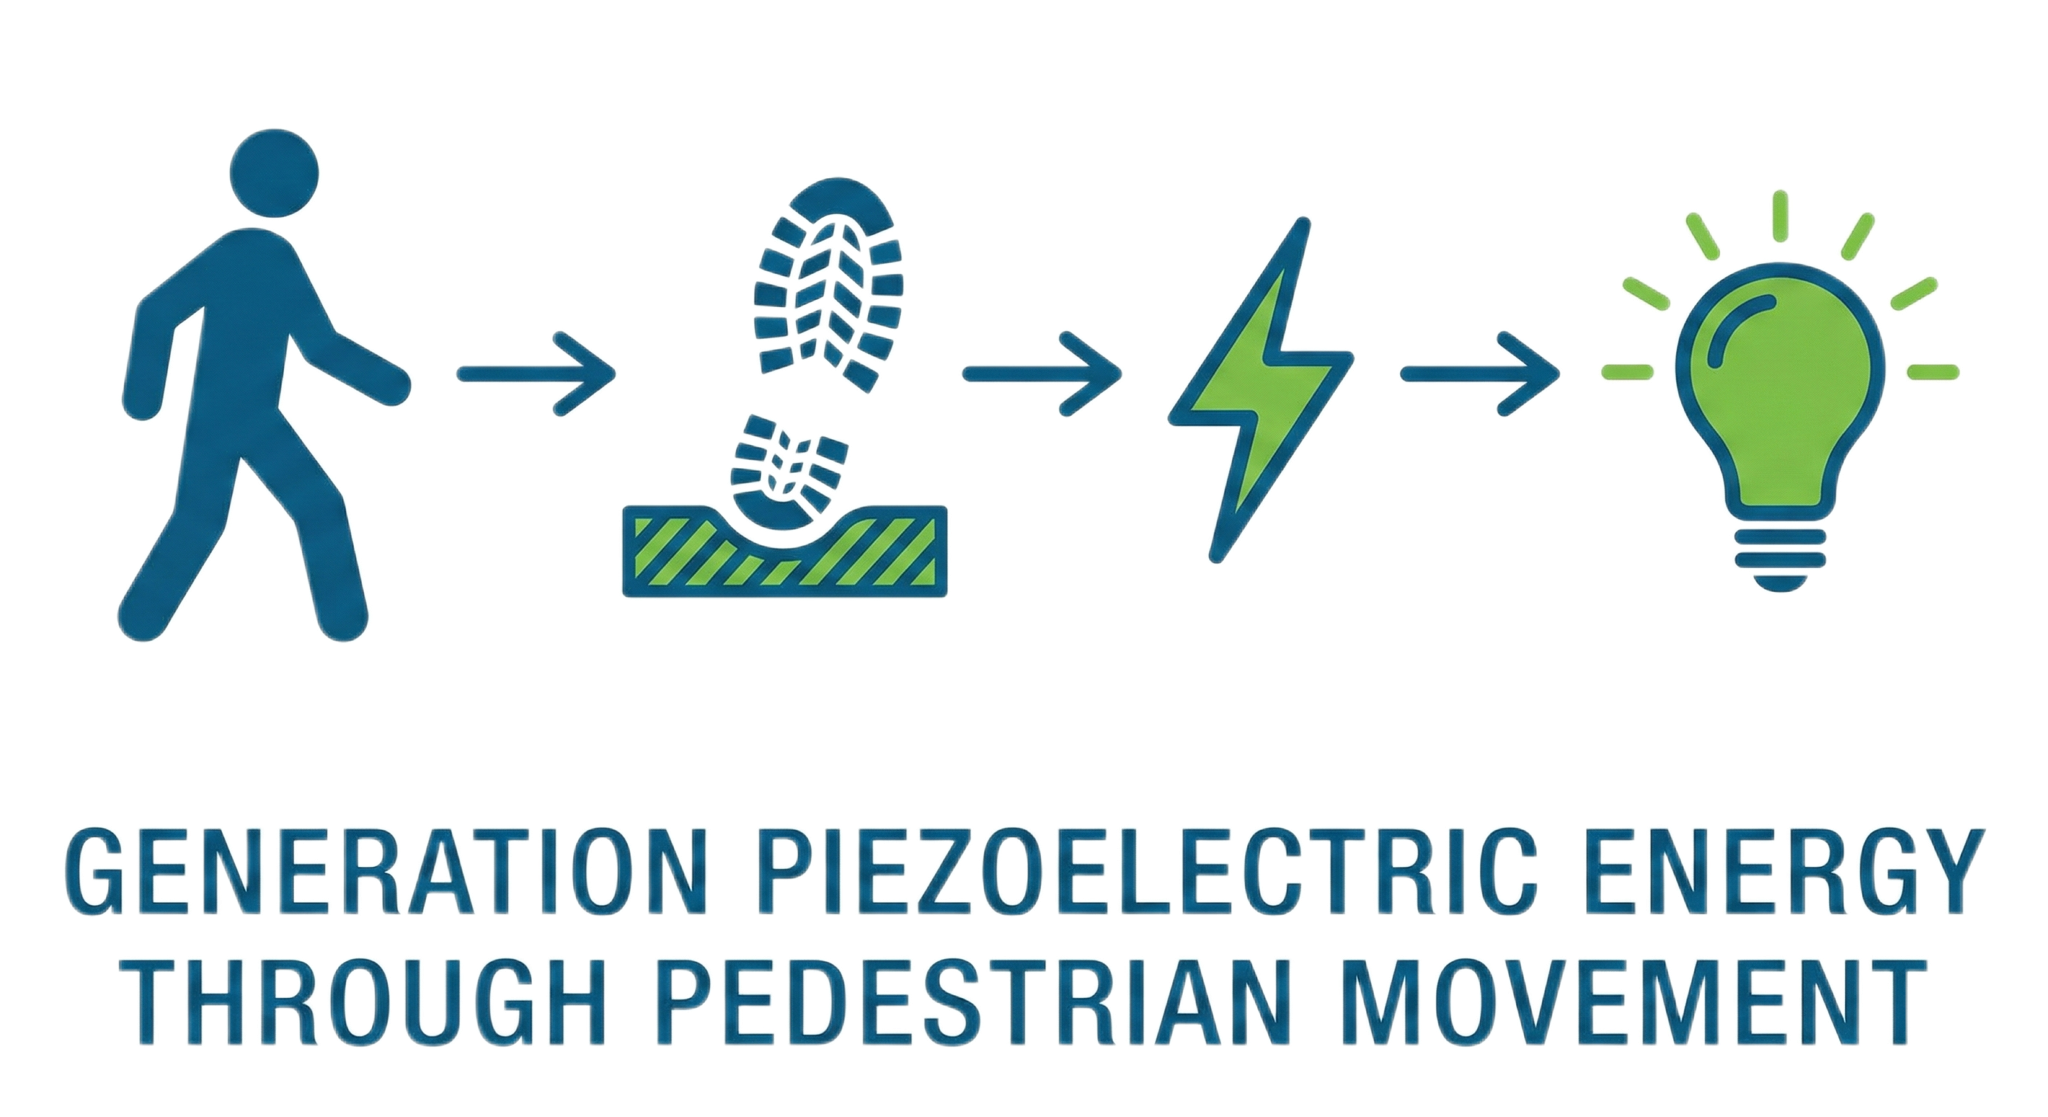 GENERATION PIEZOELECTRIC ENERGY
THROUGH PEDESTRIAN MOVEMENT